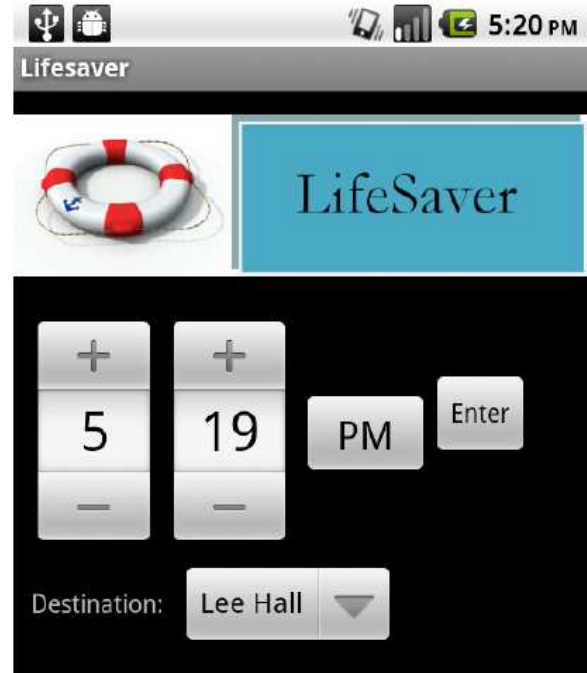 5:20 PM
Lifesaver
LifeSaver
+ +
5 19 PM Enter
− −
Destination: Lee Hall